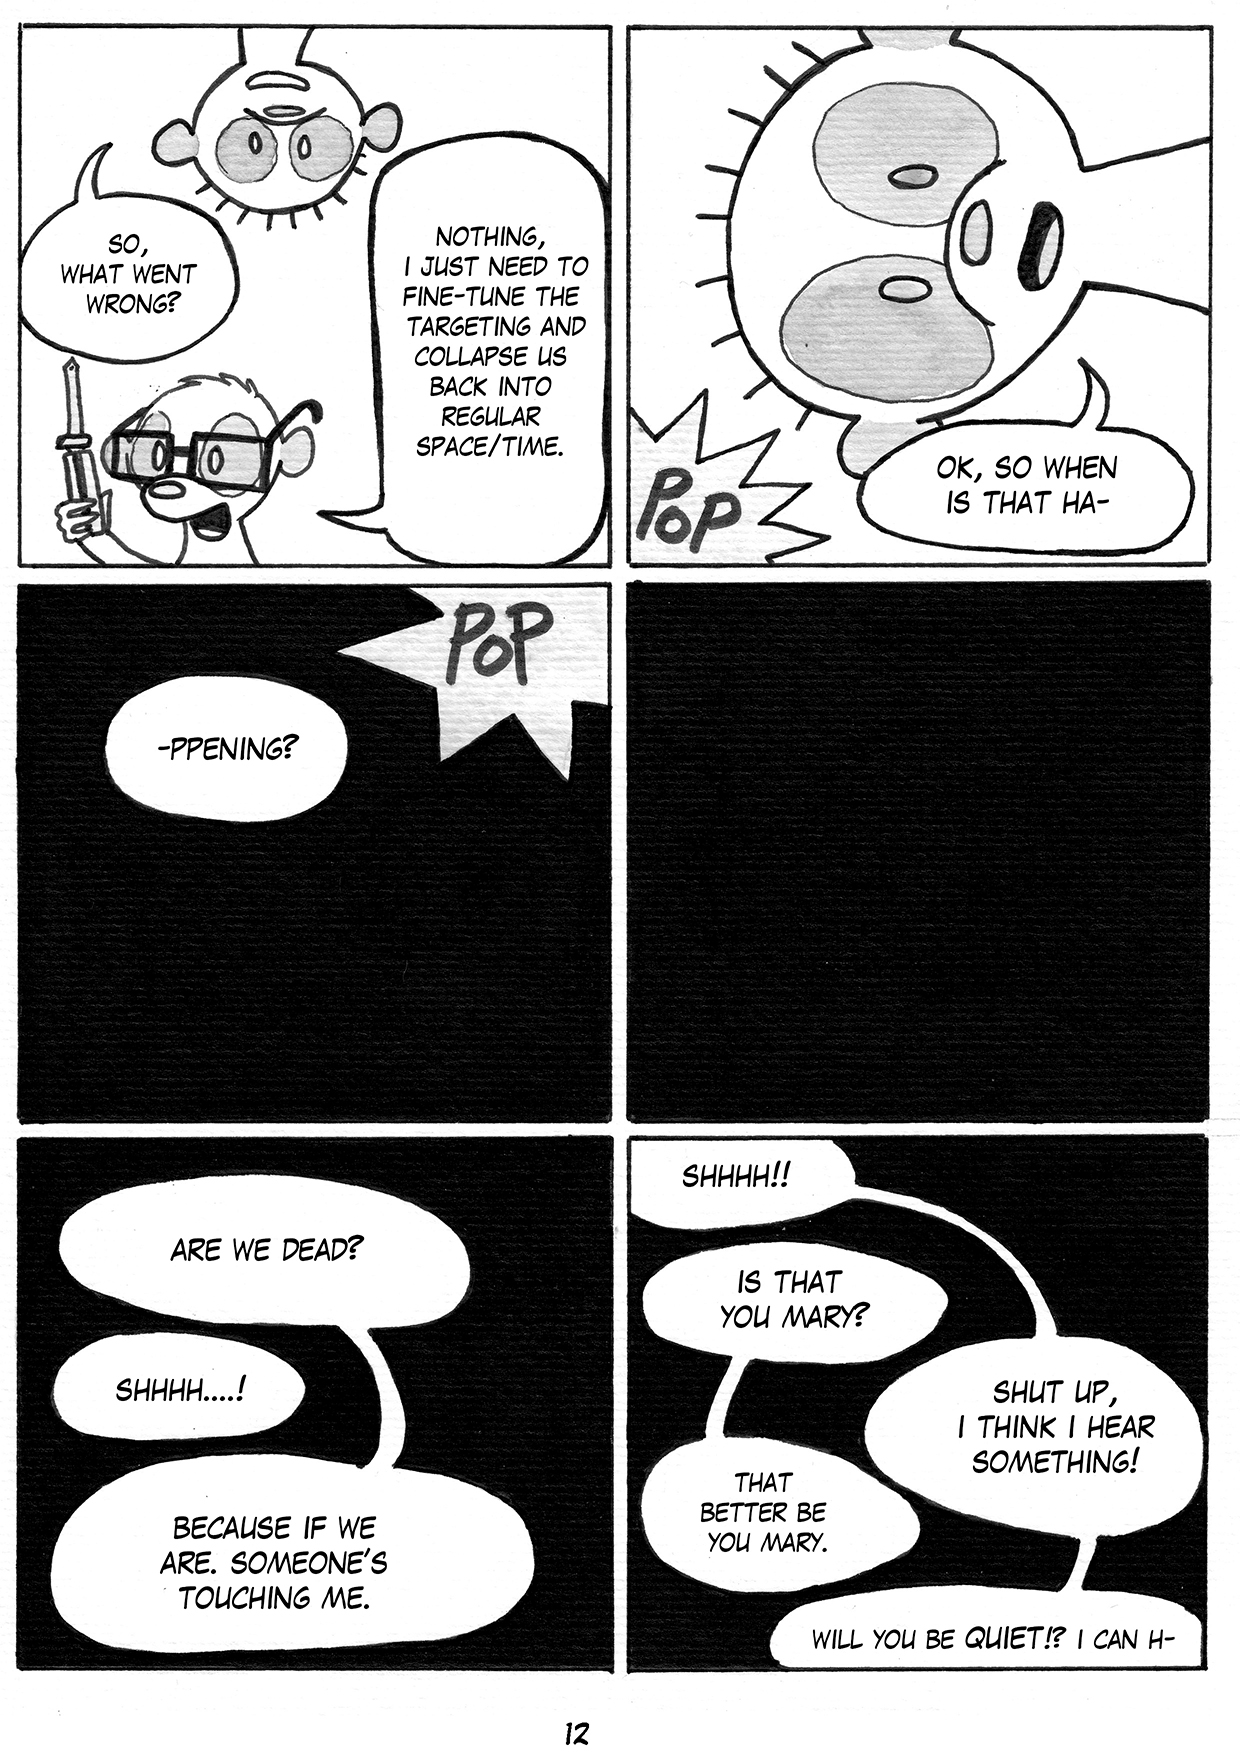 SO,
WHAT WENT
WRONG?
NOTHING,
I JUST NEED TO
FINE-TUNE THE
TARGETING AND
COLLAPSE US
BACK INTO
REGULAR
SPACE/TIME.
OK, SO WHEN
IS THAT HA-
POP
POP
-PPENING?
ARE WE DEAD?
SHHHH....!
BECAUSE IF WE
ARE. SOMEONE'S
TOUCHING ME.
SHHHH!!
IS THAT
YOU MARY?
SHUT UP,
I THINK I HEAR
SOMETHING!
THAT
BETTER BE
YOU MARY.
WILL YOU BE QUIET!? I CAN H-
12